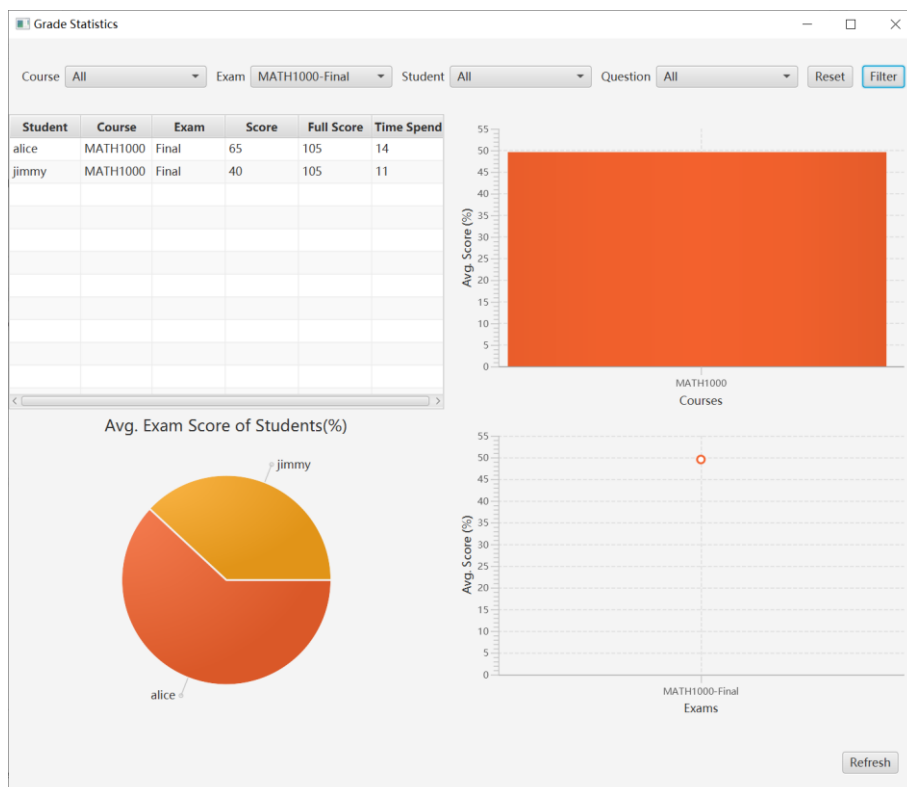 Grade Statistics
Course All Exam MATH1000-Final Student All Question All Reset Filter
Student Course Exam Score Full Score Time Spend
alice MATH1000 Final 65 105 14
jimmy MATH1000 Final 40 105 11
55
50
45
40
35
30
25
20
15
10
5
0
Avg. Score (%)
MATH1000
Courses
Avg. Exam Score of Students(%)
jimmy
alice
55
50
45
40
35
30
25
20
15
10
5
0
Avg. Score (%)
MATH1000-Final
Exams
Refresh